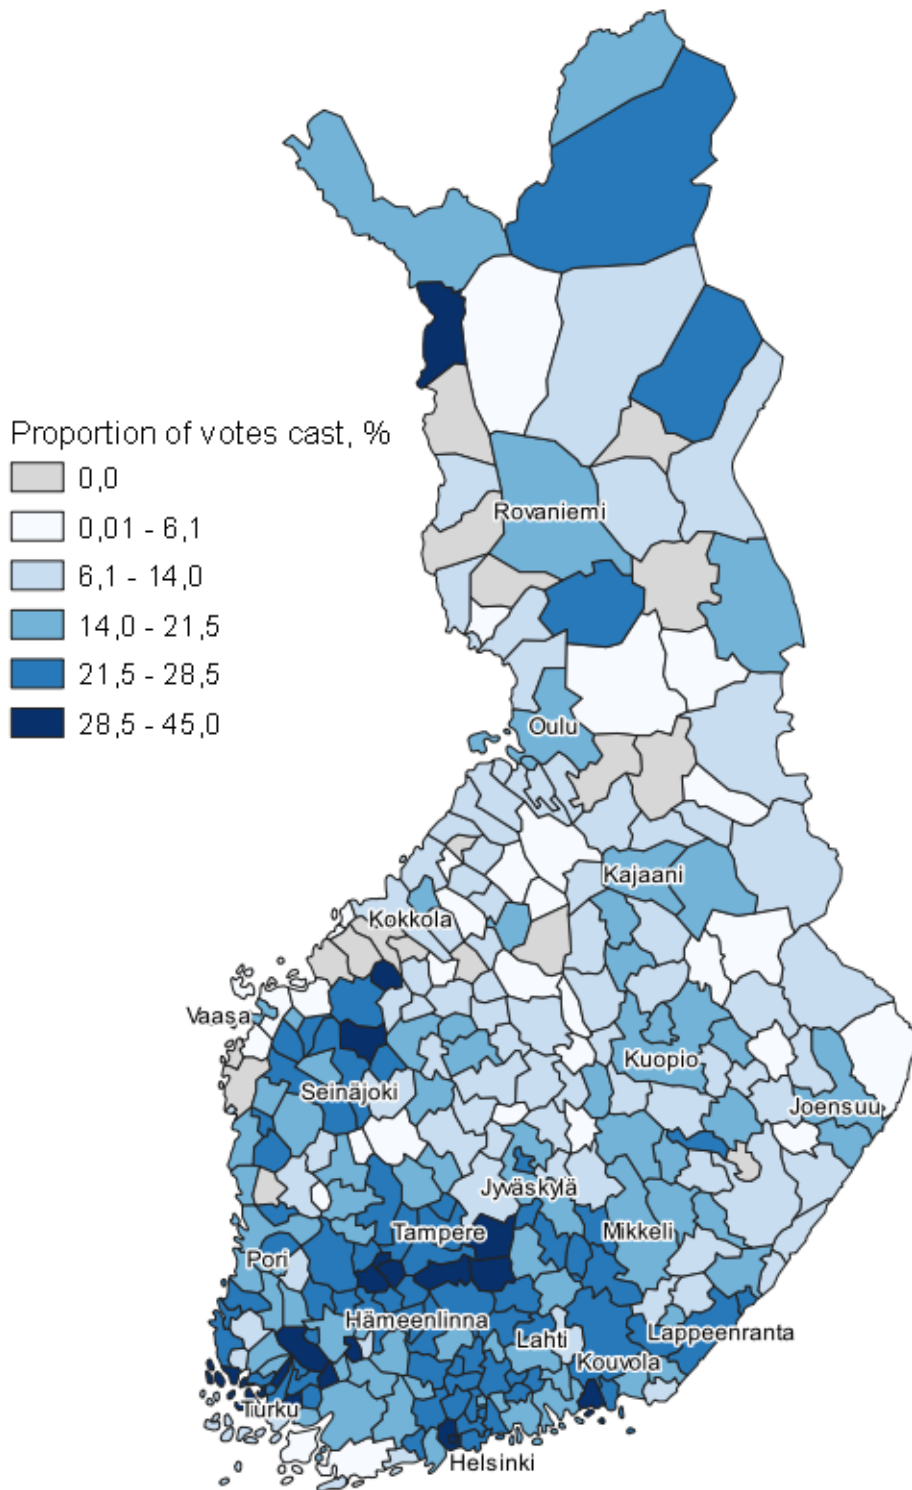 Proportion of votes cast, %
0,0
0,01 - 6,1
6,1 - 14,0
14,0 - 21,5
21,5 - 28,5
28,5 - 45,0
Rovaniemi
Oulu
Kajaani
Kokkola
Vaasa
Kuopio
Seinäjoki
Joensuu
Jyväskylä
Tampere
Mikkeli
Pori
Hämeenlinna
Lahti
Lappeenranta
Kouvola
Turku
Helsinki